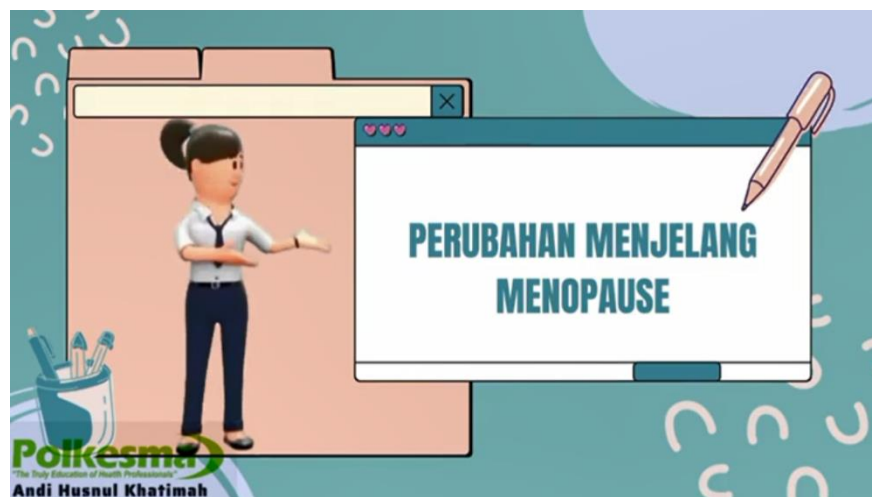 PERUBAHAN MENJELANG
MENOPAUSE
Polkesma
"The Truly Education of Health Professionals"
Andi Husnul Khatimah